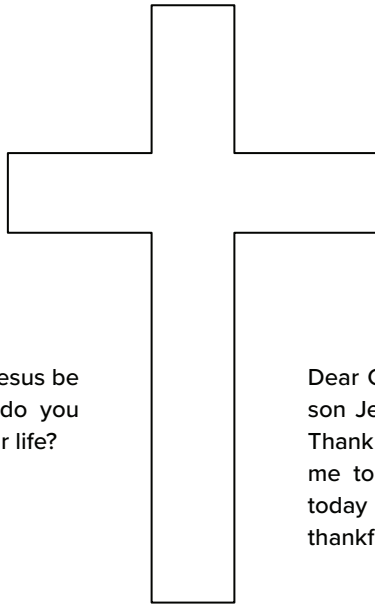 esus be
do you
r life?
Dear
son Je
Thank
me to
today
thankf